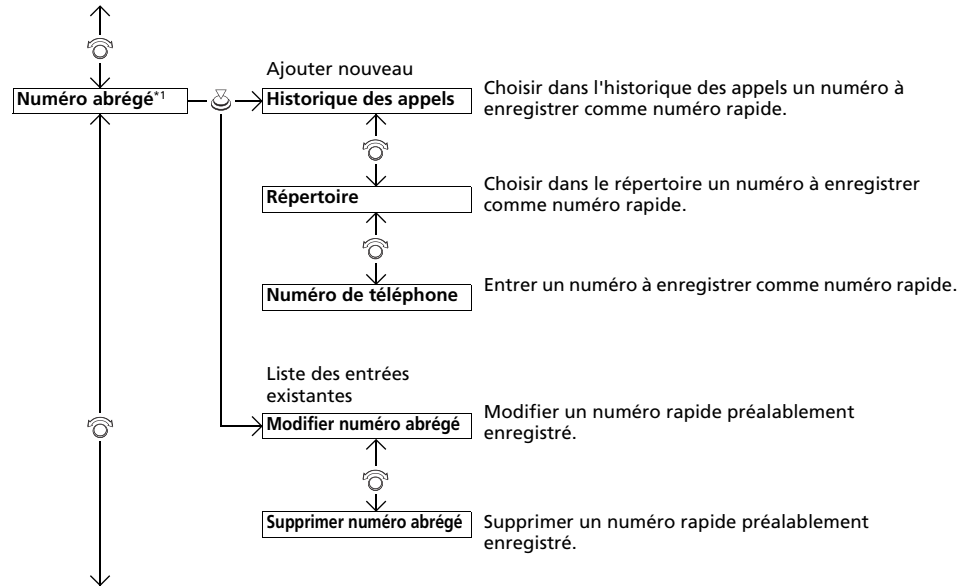 Ajouter nouveau
Numéro abrégé*1
Historique des appels
Choisir dans l'historique des appels un numéro à
enregistrer comme numéro rapide.
Répertoire
Choisir dans le répertoire un numéro à enregistrer
comme numéro rapide.
Numéro de téléphone
Entrer un numéro à enregistrer comme numéro rapide.
Liste des entrées
existantes
Modifier numéro abrégé
Modifier un numéro rapide préalablement
enregistré.
Supprimer numéro abrégé
Supprimer un numéro rapide préalablement
enregistré.